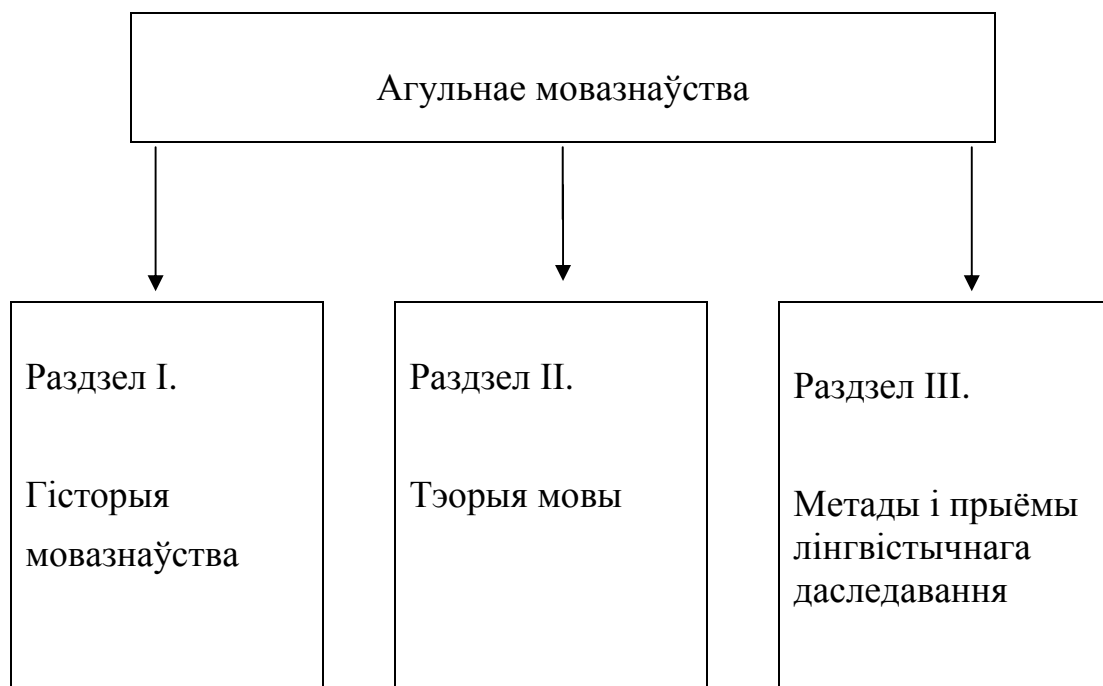 Агульнае мовазнаўства
Раздзел I.
Гісторыя
мовазнаўства
Раздзел II.
Тэорыя мовы
Раздзел III.
Метады і прыёмы
лінгвістычнага
даследавання